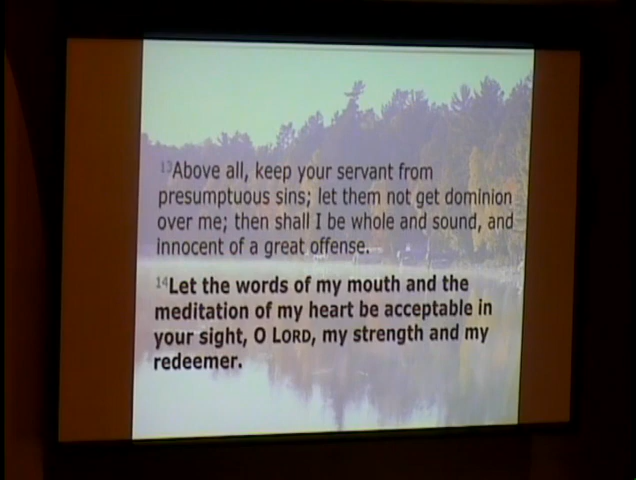 13Above all, keep your servant from
presumptuous sins; let them not get dominion
over me; then shall I be whole and sound, and
innocent of a great offense.
14Let the words of my mouth and the
meditation of my heart be acceptable in
your sight, O LORD, my strength and my
redeemer.